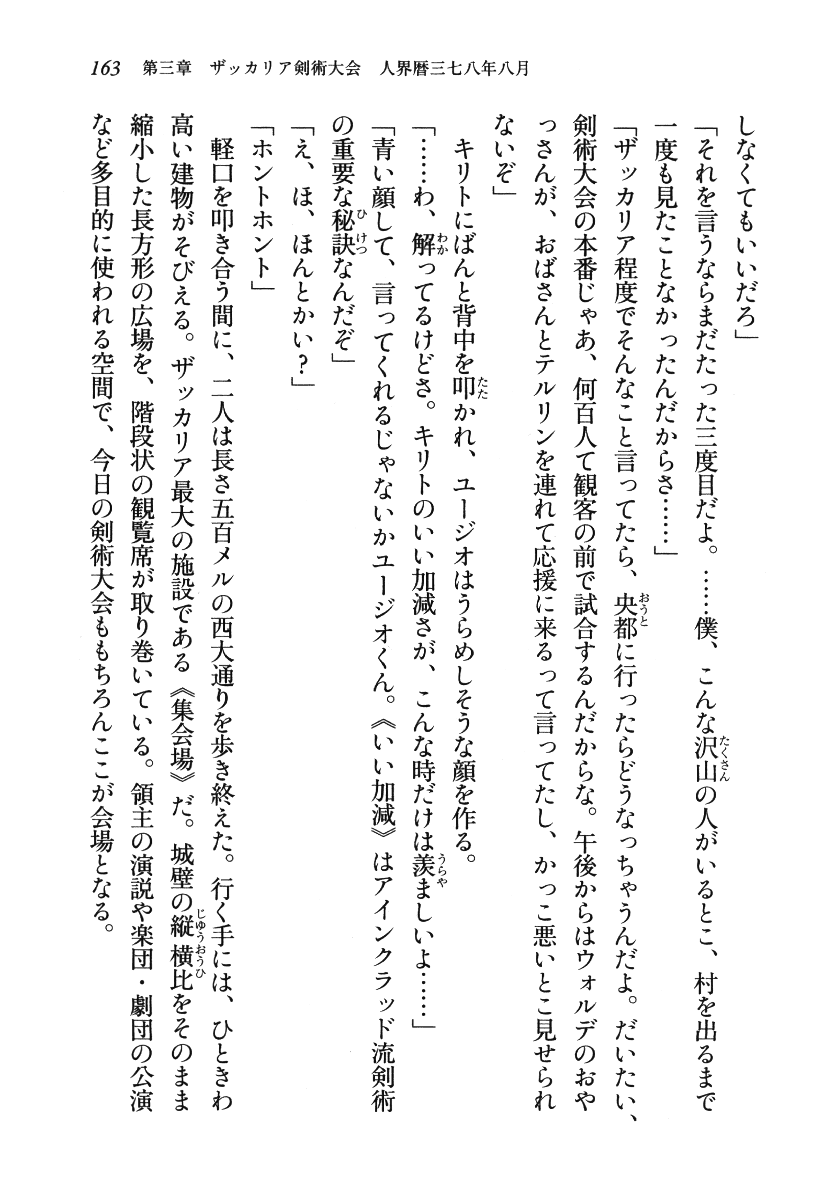 163　第三章　ザッカリア剣術大会　人界暦三七八年八月
しなくてもいいだろ」
「それを言うならまだたった三度目だよ。……僕、こんな沢山の人がいるとこ、村を出るまで
一度も見たことなかったんだからさ……」
「ザッカリア程度でそんなこと言ってたら、央都に行ったらどうなっちゃうんだよ。だいたい、
剣術大会の本番じゃあ、何百人て観客の前で試合するんだからな。午後からはウォルデのおや
っさんが、おばさんとテルリンを連れて応援に来るって言ってたし、かっこ悪いとこ見せられ
ないぞ」
　キリトにばんと背中を叩かれ、ユージオはうらめしそうな顔を作る。
「……わ、解ってるけどさ。キリトのいい加減さが、こんな時だけは羨ましいよ……」
「青い顔して、言ってくれるじゃないかユージオくん。《いい加減》はアインクラッド流剣術
の重要な秘訣なんだぞ」
「え、ほ、ほんとかい？」
「ホントホント」
　軽口を叩き合う間に、二人は長さ五百メルの西大通りを歩き終えた。行く手には、ひときわ
高い建物がそびえる。ザッカリア最大の施設である《集会場》だ。城壁の縦横比をそのまま
縮小した長方形の広場を、階段状の観覧席が取り巻いている。領主の演説や楽団・劇団の公演
など多目的に使われる空間で、今日の剣術大会ももちろんここが会場となる。